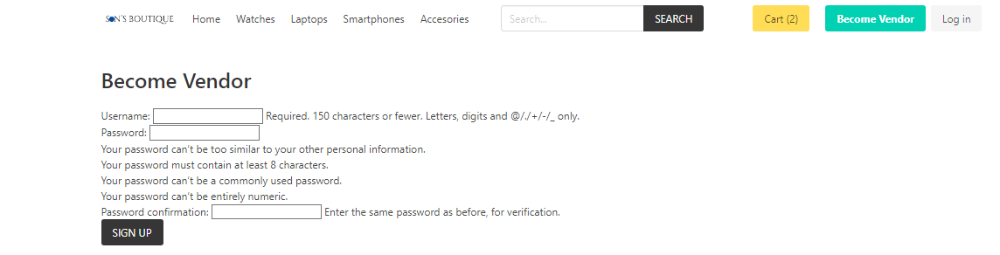 SON'S BOUTIQUE Home Watches Laptops Smartphones Accesories Search... SEARCH Cart (2) Become Vendor Log in
Become Vendor
Username: Required. 150 characters or fewer. Letters, digits and @/./+/-/_ only.
Password:
Your password can't be too similar to your other personal information.
Your password must contain at least 8 characters.
Your password can't be a commonly used password.
Your password can't be entirely numeric.
Password confirmation: Enter the same password as before, for verification.
SIGN UP